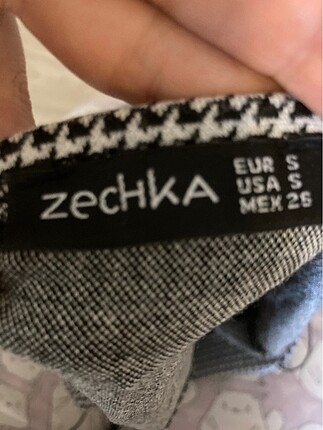 zechka
EUR S
USA S
MEX 26